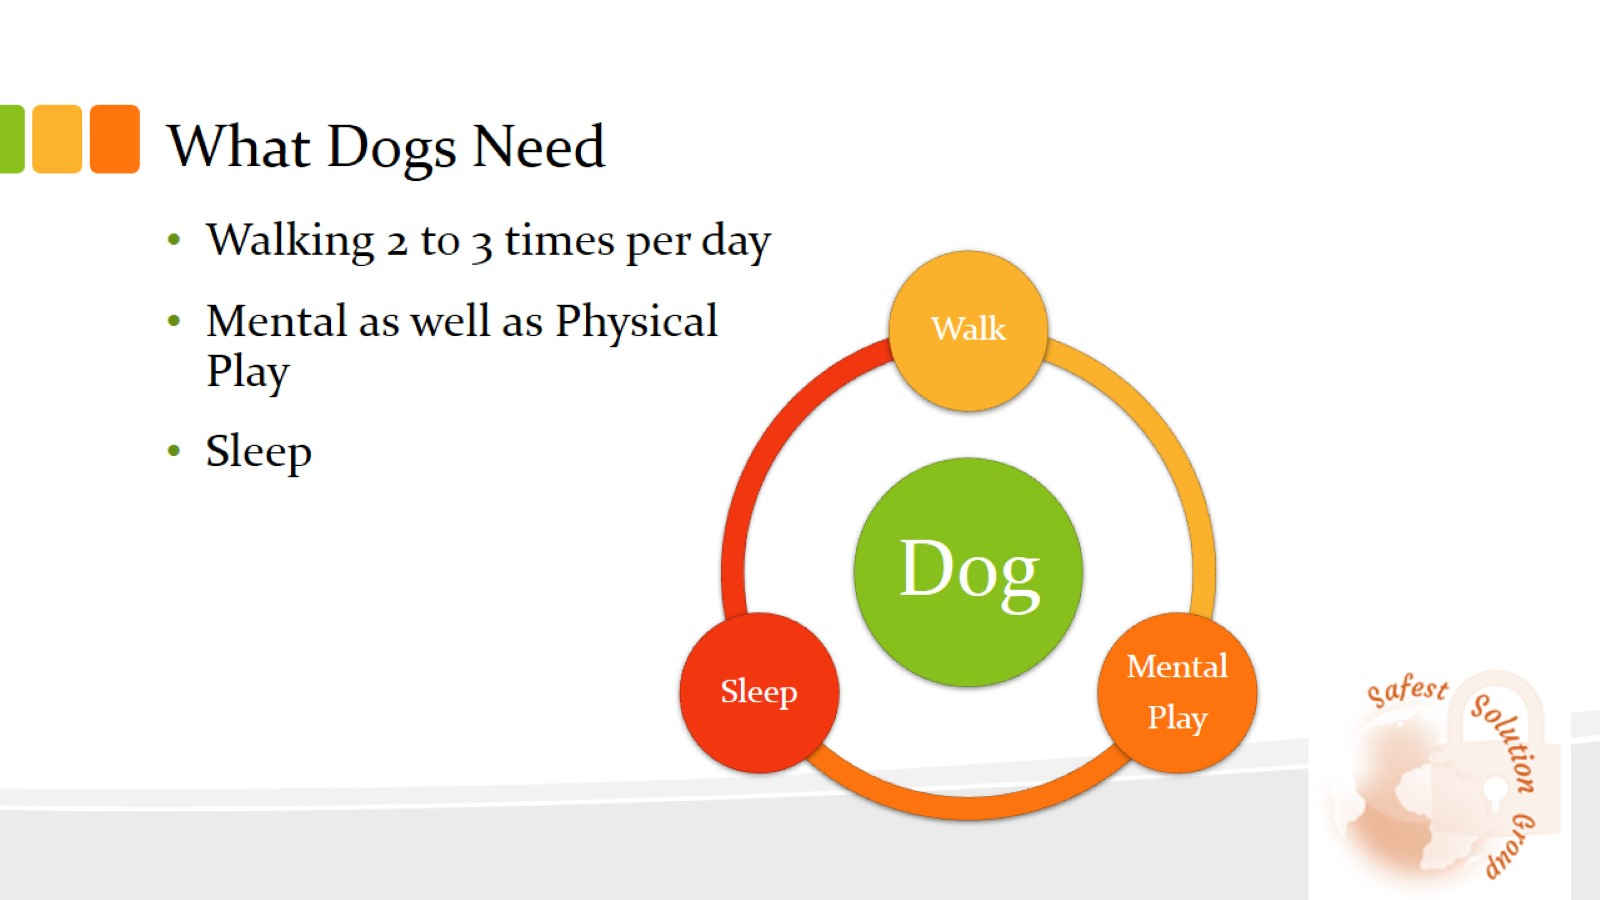 What Dogs Need
• Walking 2 to 3 times per day
• Mental as well as Physical
Play
• Sleep
Walk
Dog
Sleep
Mental
Play
Safest
Solution
Group